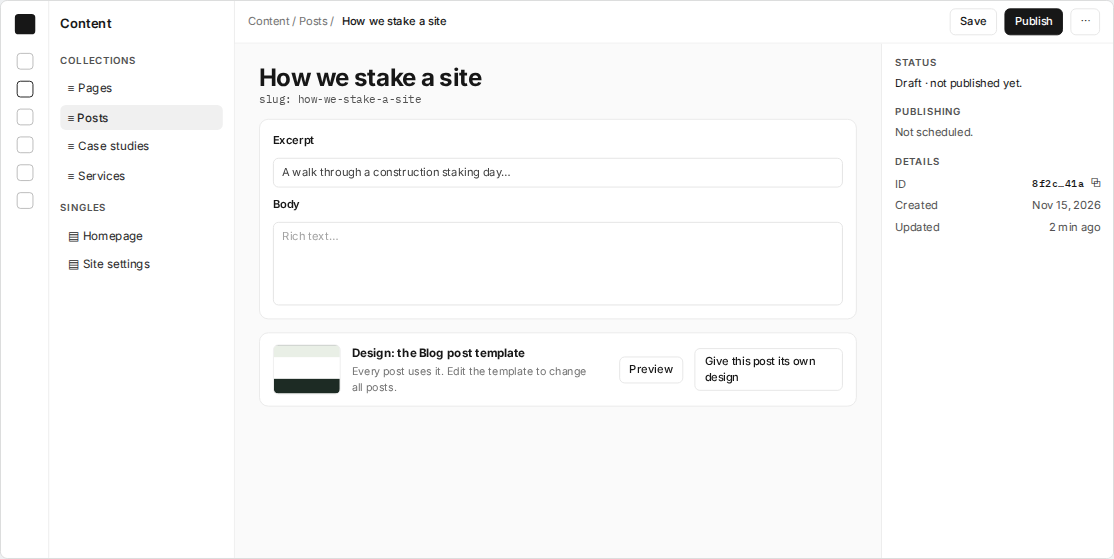 Content
COLLECTIONS
≡ Pages
≡ Posts
≡ Case studies
≡ Services
SINGLES
▤ Homepage
▤ Site settings
Content / Posts / How we stake a site
Save
Publish
···
How we stake a site
slug: how-we-stake-a-site
Excerpt
A walk through a construction staking day…
Body
Rich text…
Design: the Blog post template
Every post uses it. Edit the template to change
all posts.
Preview
Give this post its own
design
STATUS
Draft · not published yet.
PUBLISHING
Not scheduled.
DETAILS
ID 8f2c…41a
Created Nov 15, 2026
Updated 2 min ago